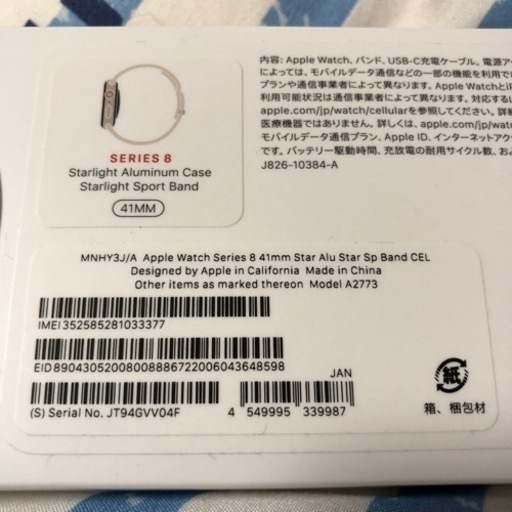 SERIES 8
Starlight Aluminum Case
Starlight Sport Band
41MM
内容: Apple Watch、バンド、USB-C充電ケーブル。電源ア
によっては、モバイルデータ通信などの一部の機能を利用で
プランや通信事業者によって異なります。Apple Watchと
利用可能状況は通信事業者によって異なります。対応する
apple.com/jp/watch/cellularを参照してください。詳
医療機器ではありません。詳しくは、apple.com/jp/wat
モバイルデータ通信プラン、Apple ID、インターネットアク
です。バッテリー駆動時間、充放電の耐用サイクル数、およ
J826-10384-A
MNHY3J/A Apple Watch Series 8 41mm Star Alu Star Sp Band CEL
Designed by Apple in California Made in China
Other items as marked thereon Model A2773
IMEI 352585281033377
EID 89043052008008886722006043648598
JAN
(S) Serial No. JT94GVV04F
4 549995 339987
紙
箱、梱包材